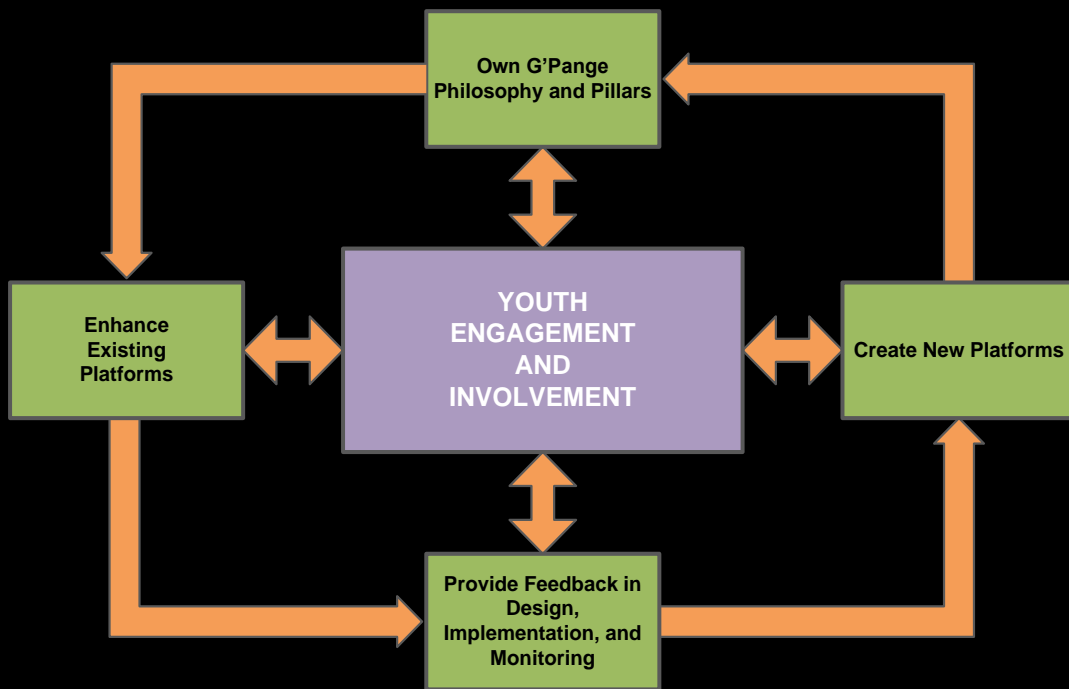 Own G'Pange
Philosophy and Pillars
Enhance
Existing
Platforms
YOUTH
ENGAGEMENT
AND
INVOLVEMENT
Create New Platforms
Provide Feedback in
Design,
Implementation, and
Monitoring